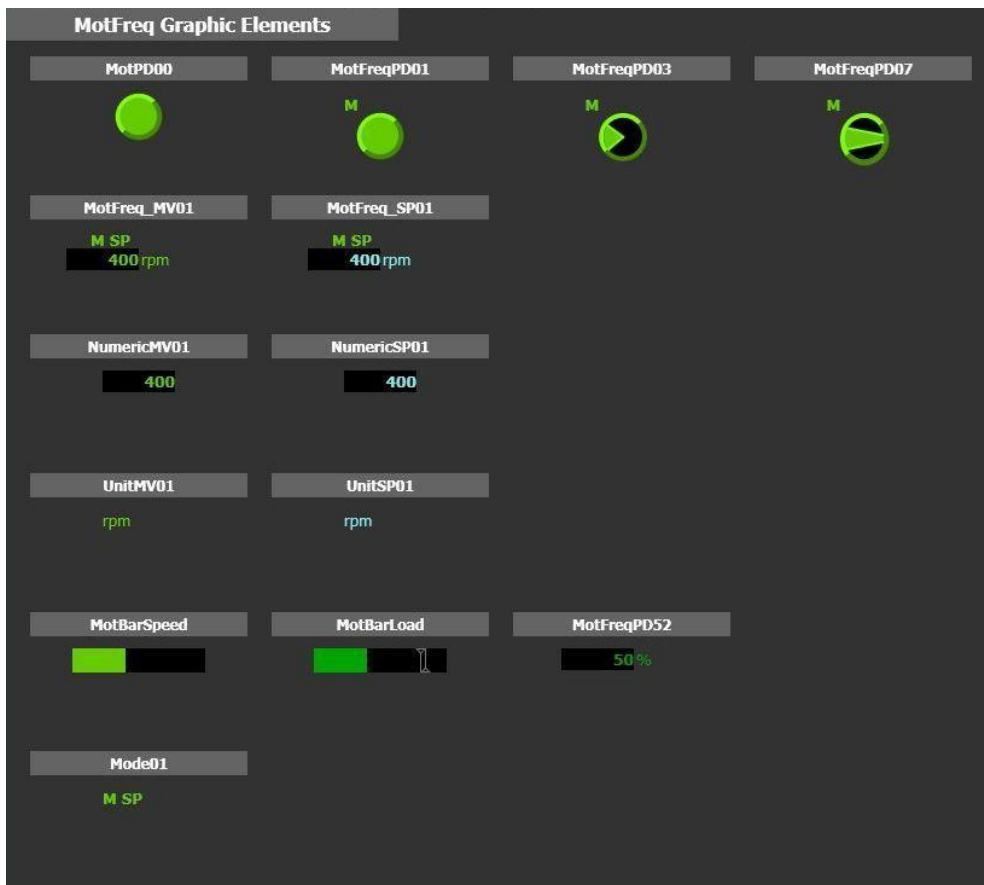 MotFreq Graphic Elements
MotPD00 MotFreqPD01 MotFreqPD03 MotFreqPD07
M M M
MotFreq_MV01 MotFreq_SP01
M SP M SP
400 rpm 400 rpm
NumericMV01 NumericSP01
400 400
UnitMV01 UnitSP01
rpm rpm
MotBarSpeed MotBarLoad MotFreqPD52
50 %
Mode01
M SP